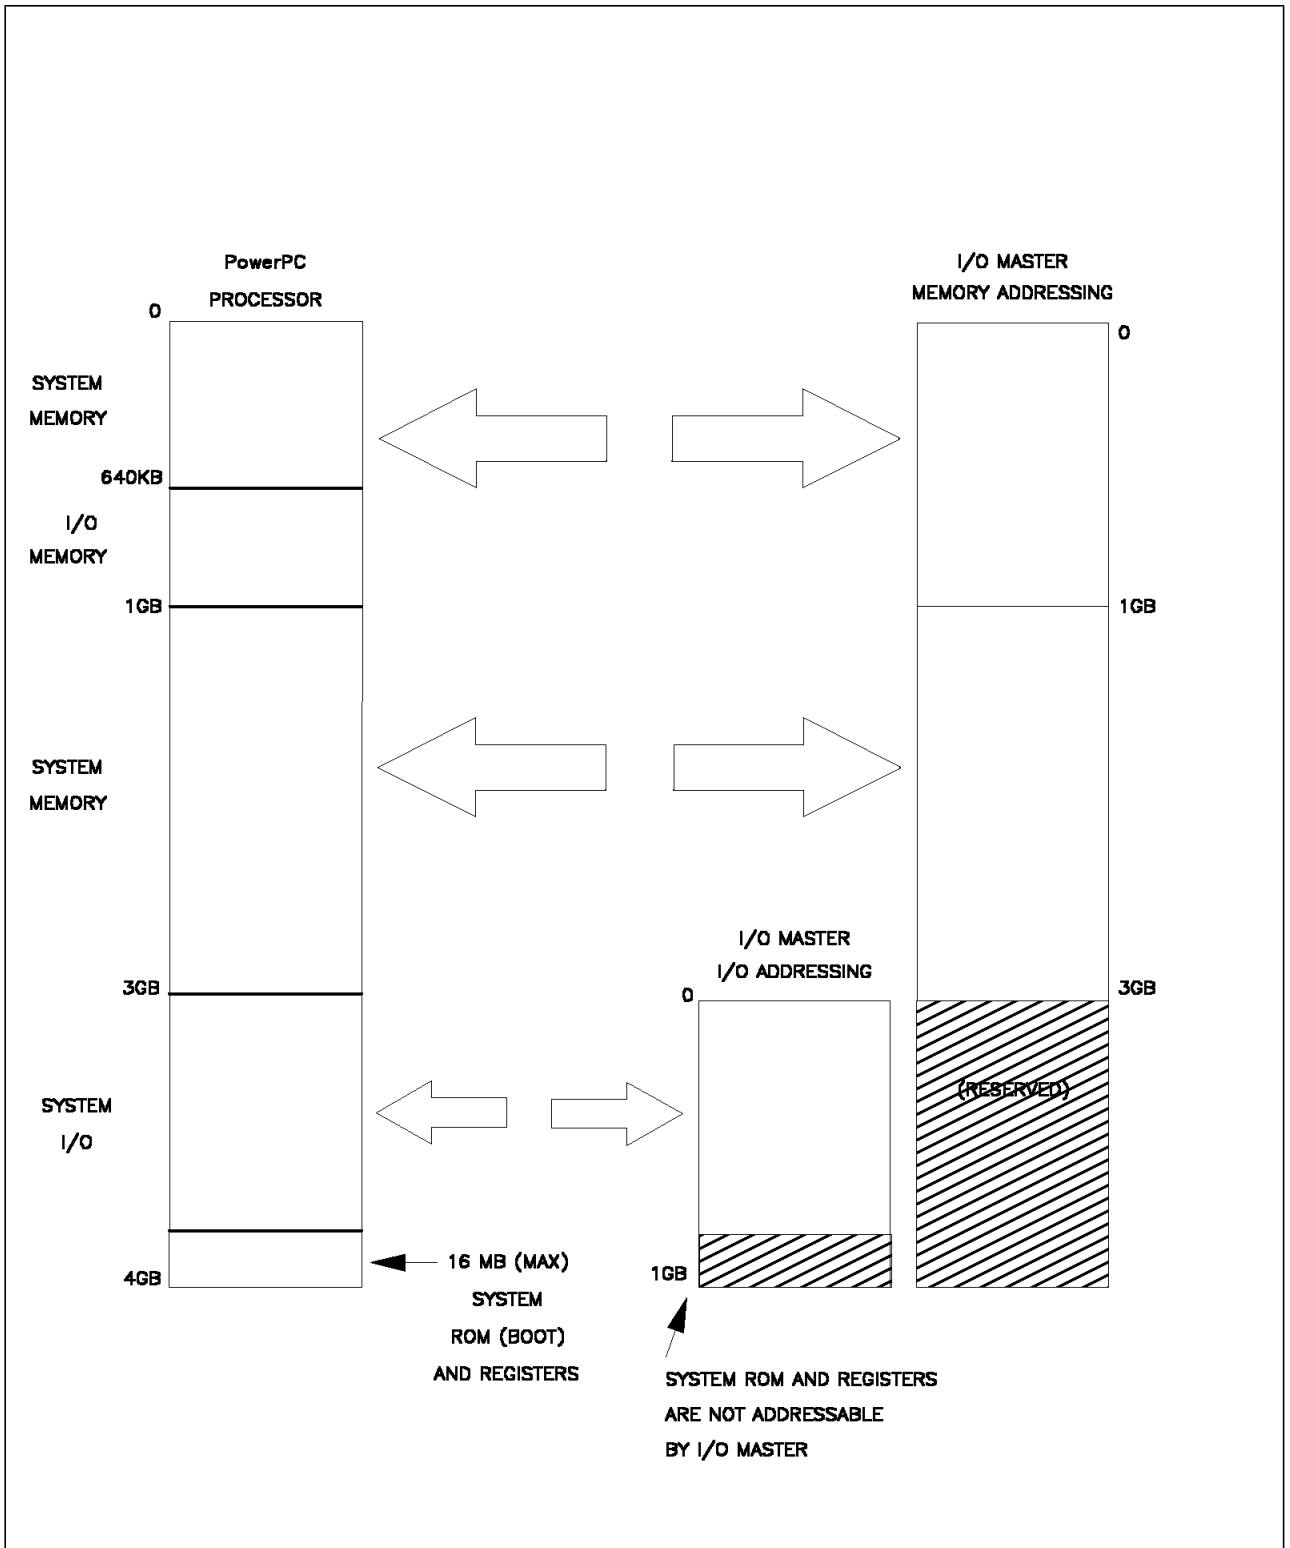 PowerPC
PROCESSOR
0
SYSTEM
MEMORY
640KB
I/O
MEMORY
1GB
SYSTEM
MEMORY
3GB
SYSTEM
I/O
4GB
16 MB (MAX)
SYSTEM
ROM (BOOT)
AND REGISTERS
I/O MASTER
I/O ADDRESSING
0
1GB
SYSTEM ROM AND REGISTERS
ARE NOT ADDRESSABLE
BY I/O MASTER
I/O MASTER
MEMORY ADDRESSING
0
1GB
3GB
(RESERVED)